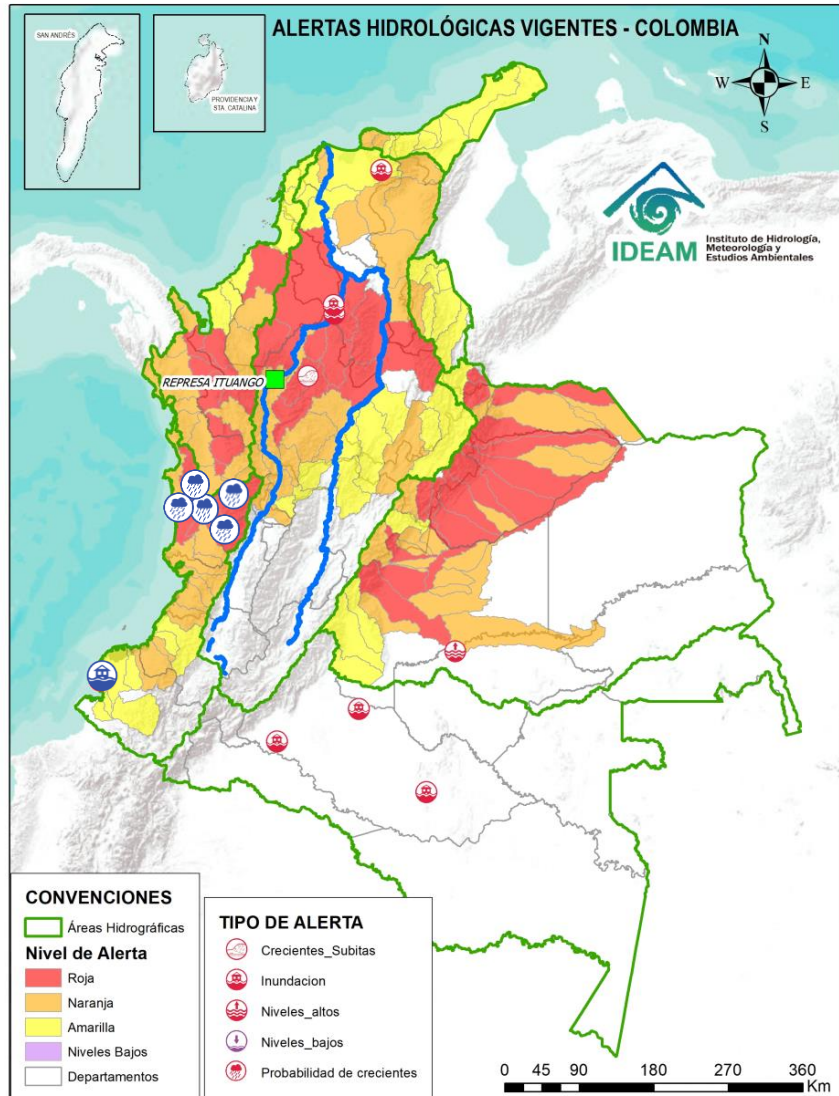 ALERTAS HIDROLÓGICAS VIGENTES - COLOMBIA
SAN ANDRÉS
PROVIDENCIA Y
STA. CATALINA
N
W
E
S
IDEAM
Instituto de Hidrología,
Meteorología y
Estudios Ambientales
REPRESA ITUANGO
CONVENCIONES
Áreas Hidrográficas
Nivel de Alerta
Roja
Naranja
Amarilla
Niveles Bajos
Departamentos
TIPO DE ALERTA
Crecientes_Subitas
Inundacion
Niveles_altos
Niveles_bajos
Probabilidad de crecientes
0 45 90 180 270 360
Km